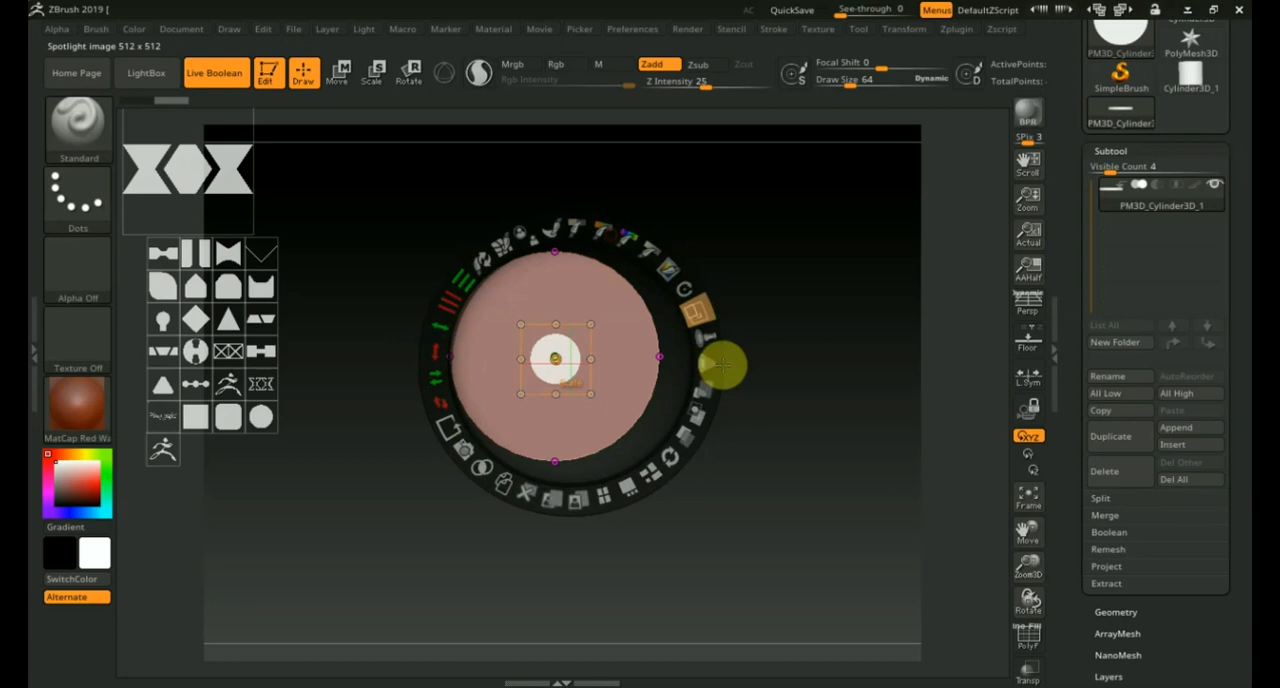 ZBrush 2019 [
AC
QuickSave
See-through 0
Menus
DefaultZScript
Alpha Brush Color Document Draw Edit File Layer Light Macro Marker Material Movie Picker Preferences Render Stencil Stroke Texture Tool Transform Zplugin Zscript
Spotlight image 512 x 512
Home Page
LightBox
Live Boolean
Edit
Draw
Move
Scale
Rotate
Mrgb
Rgb
M
Rgb Intensity
Zadd
Zsub
Zcut
Z Intensity 25
Focal Shift 0
Draw Size 64
Dynamic
ActivePoints:
TotalPoints:
Standard
Dots
Alpha Off
Texture Off
MatCap Red Wa
Gradient
SwitchColor
Alternate
Scale
BPR
SPix 3
Scroll
Zoom
Actual
AAHalf
Dynamic
Persp
Floor
L.Sym
XYZ
Frame
Move
Zoom3D
Rotate
PolyF
Transp
PM3D_Cylinder3
PolyMesh3D
SimpleBrush
Cylinder3D_1
PM3D_Cylinder3
Subtool
Visible Count 4
PM3D_Cylinder3D_1
List All
New Folder
Rename
AutoReorder
All Low
All High
Copy
Paste
Duplicate
Append
Insert
Delete
Del Other
Del All
Split
Merge
Boolean
Remesh
Project
Extract
Geometry
ArrayMesh
NanoMesh
Layers